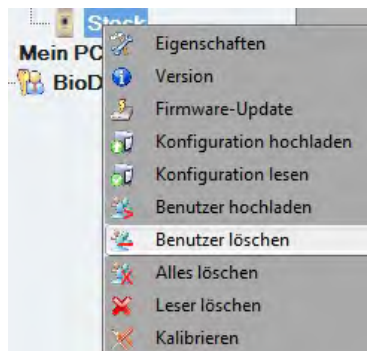 Stock
Mein PC
BioD
Eigenschaften
Version
Firmware-Update
Konfiguration hochladen
Konfiguration lesen
Benutzer hochladen
Benutzer löschen
Alles löschen
Leser löschen
Kalibrieren